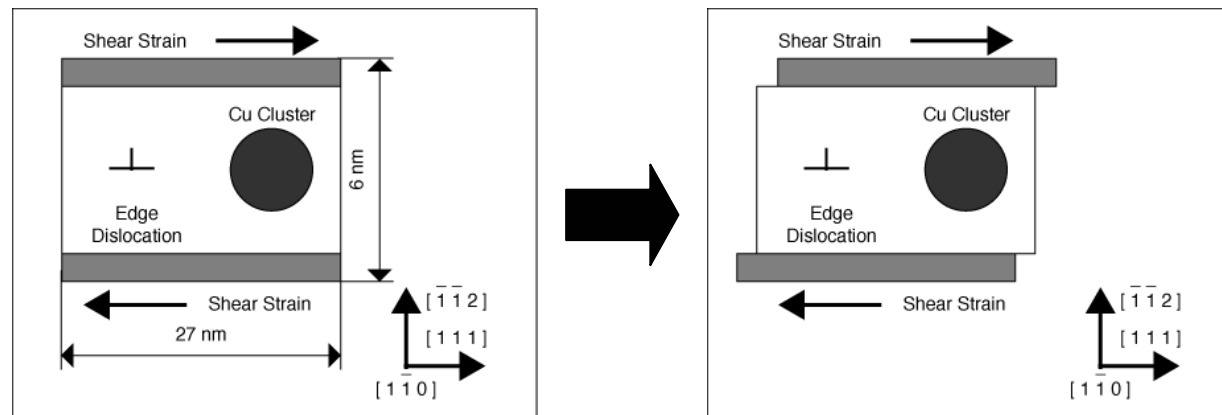 Shear Strain
Cu Cluster
6 nm
Edge
Dislocation
Shear Strain
27 nm
[ 1̅ 1̅ 2 ]
[ 1 1 1 ]
[ 1 1̅ 0 ]
Shear Strain
Cu Cluster
Edge
Dislocation
Shear Strain
[ 1̅ 1̅ 2 ]
[ 1 1 1 ]
[ 1 1̅ 0 ]